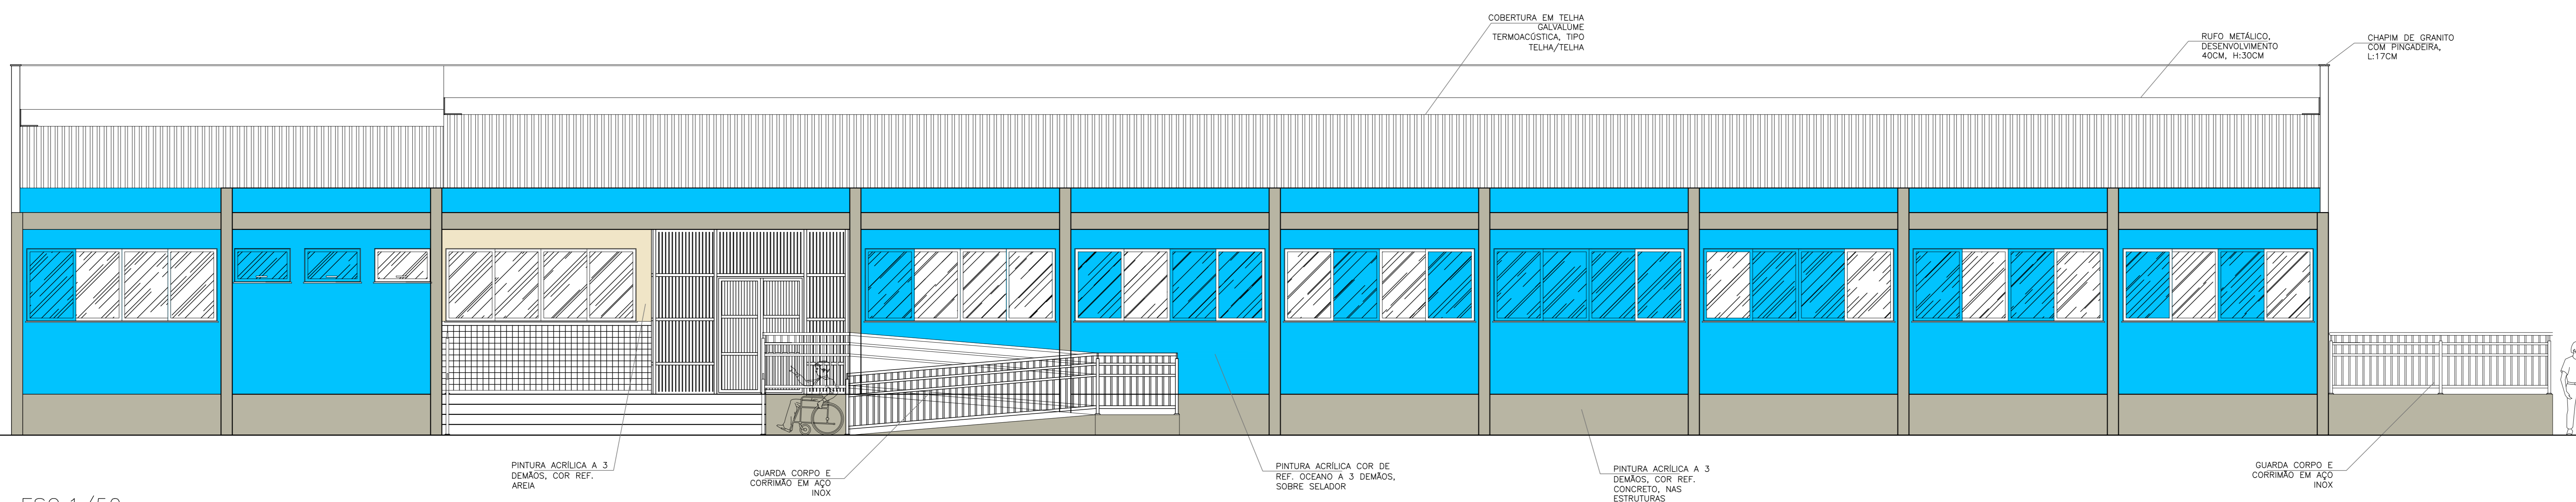 COBERTURA EM TELHA
GALVALUME
TERMOACÚSTICA, TIPO
TELHA/TELHA
RUFO METÁLICO,
DESENVOLVIMENTO
40CM, H:30CM
CHAPIM DE GRANITO
COM PINGADEIRA,
L:17CM
PINTURA ACRÍLICA A 3
DEMÃOS, COR REF.
AREIA
GUARDA CORPO E
CORRIMÃO EM AÇO
INOX
PINTURA ACRÍLICA COR DE
REF. OCEANO A 3 DEMÃOS,
SOBRE SELADOR
PINTURA ACRÍLICA A 3
DEMÃOS, COR REF.
CONCRETO, NAS
ESTRUTURAS
GUARDA CORPO E
CORRIMÃO EM AÇO
INOX
ESC 1/50